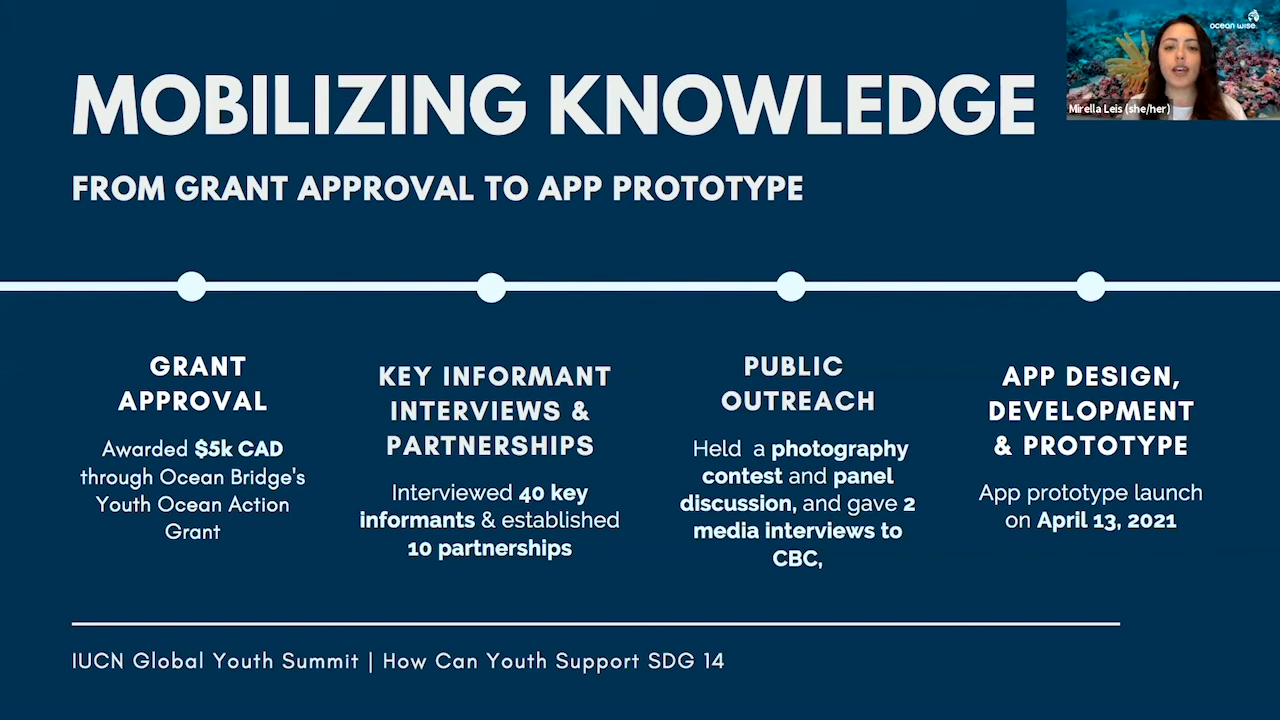 MOBILIZING KNOWLEDGE
FROM GRANT APPROVAL TO APP PROTOTYPE
ocean wise
Mirella Leis (she/her)
GRANT
APPROVAL
Awarded $5k CAD
through Ocean Bridge's
Youth Ocean Action
Grant
KEY INFORMANT
INTERVIEWS &
PARTNERSHIPS
Interviewed 40 key
informants & established
10 partnerships
PUBLIC
OUTREACH
Held a photography
contest and panel
discussion, and gave 2
media interviews to
CBC,
APP DESIGN,
DEVELOPMENT
& PROTOTYPE
App prototype launch
on April 13, 2021
IUCN Global Youth Summit | How Can Youth Support SDG 14